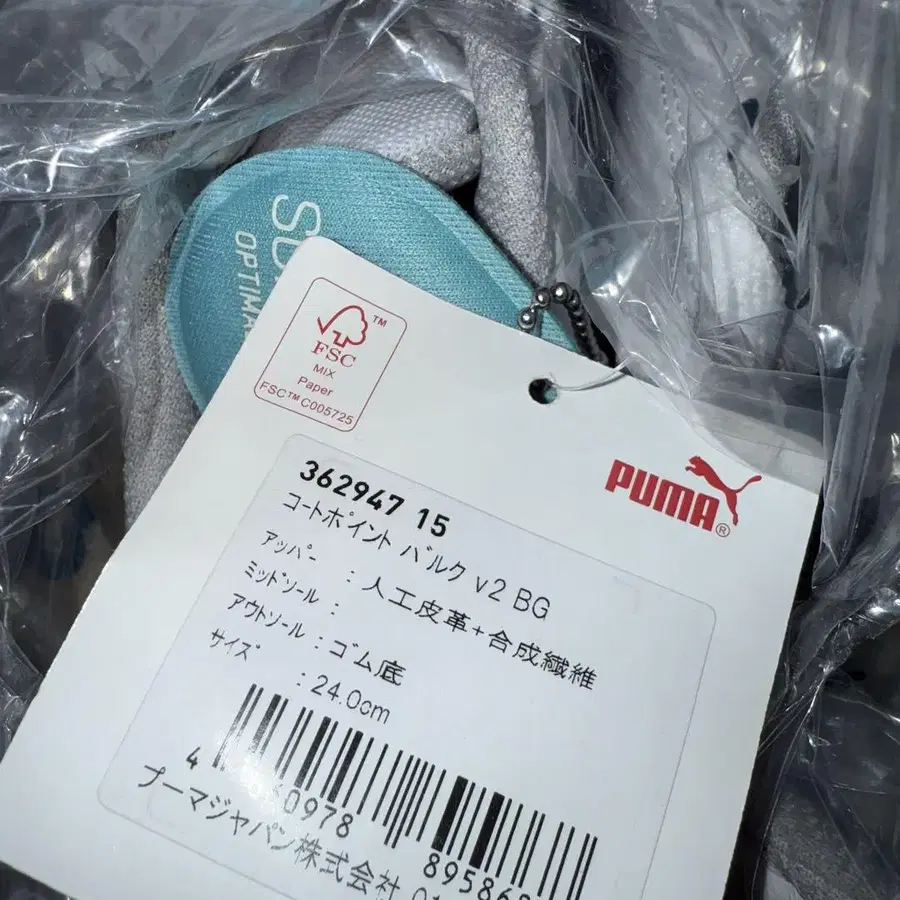 OPTIMA
™
FSC
MIX
Paper
FSC™ C005725
PUMA®
362947 15
コートポイント バルク v2 BG
アッパー : 人工皮革+合成繊維
ミッドソール :
アウトソール : ゴム底
サイズ : 24.0cm
4
60978
89586
プーマジャパン株式会社